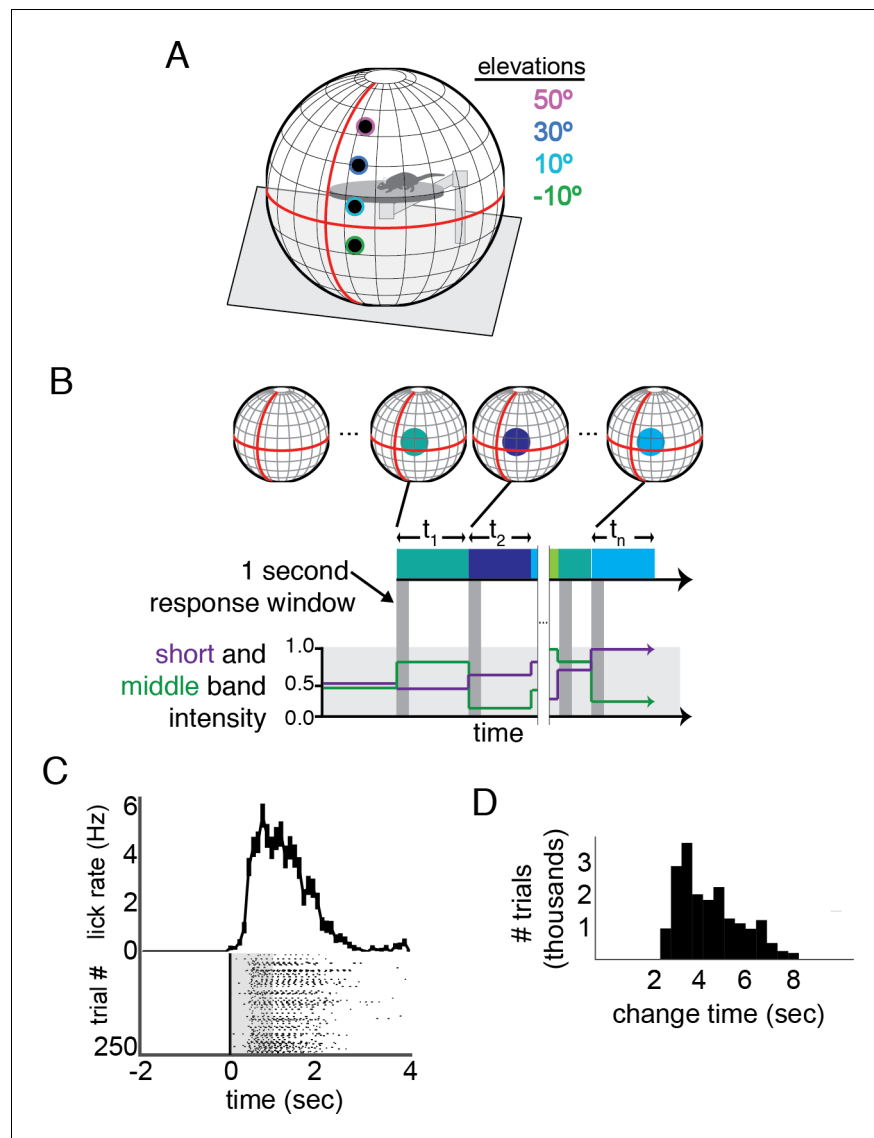 A
elevations
50º
30º
10º
-10º
B
... ...
t1 t2 tn
1 second
response window
...
short and
middle band
intensity
1.0
0.5
0.0
time
C
lick rate (Hz)
6
4
2
0
trial #
250
-2 0 2 4
time (sec)
D
# trials
(thousands)
3
2
1
2 4 6 8
change time (sec)